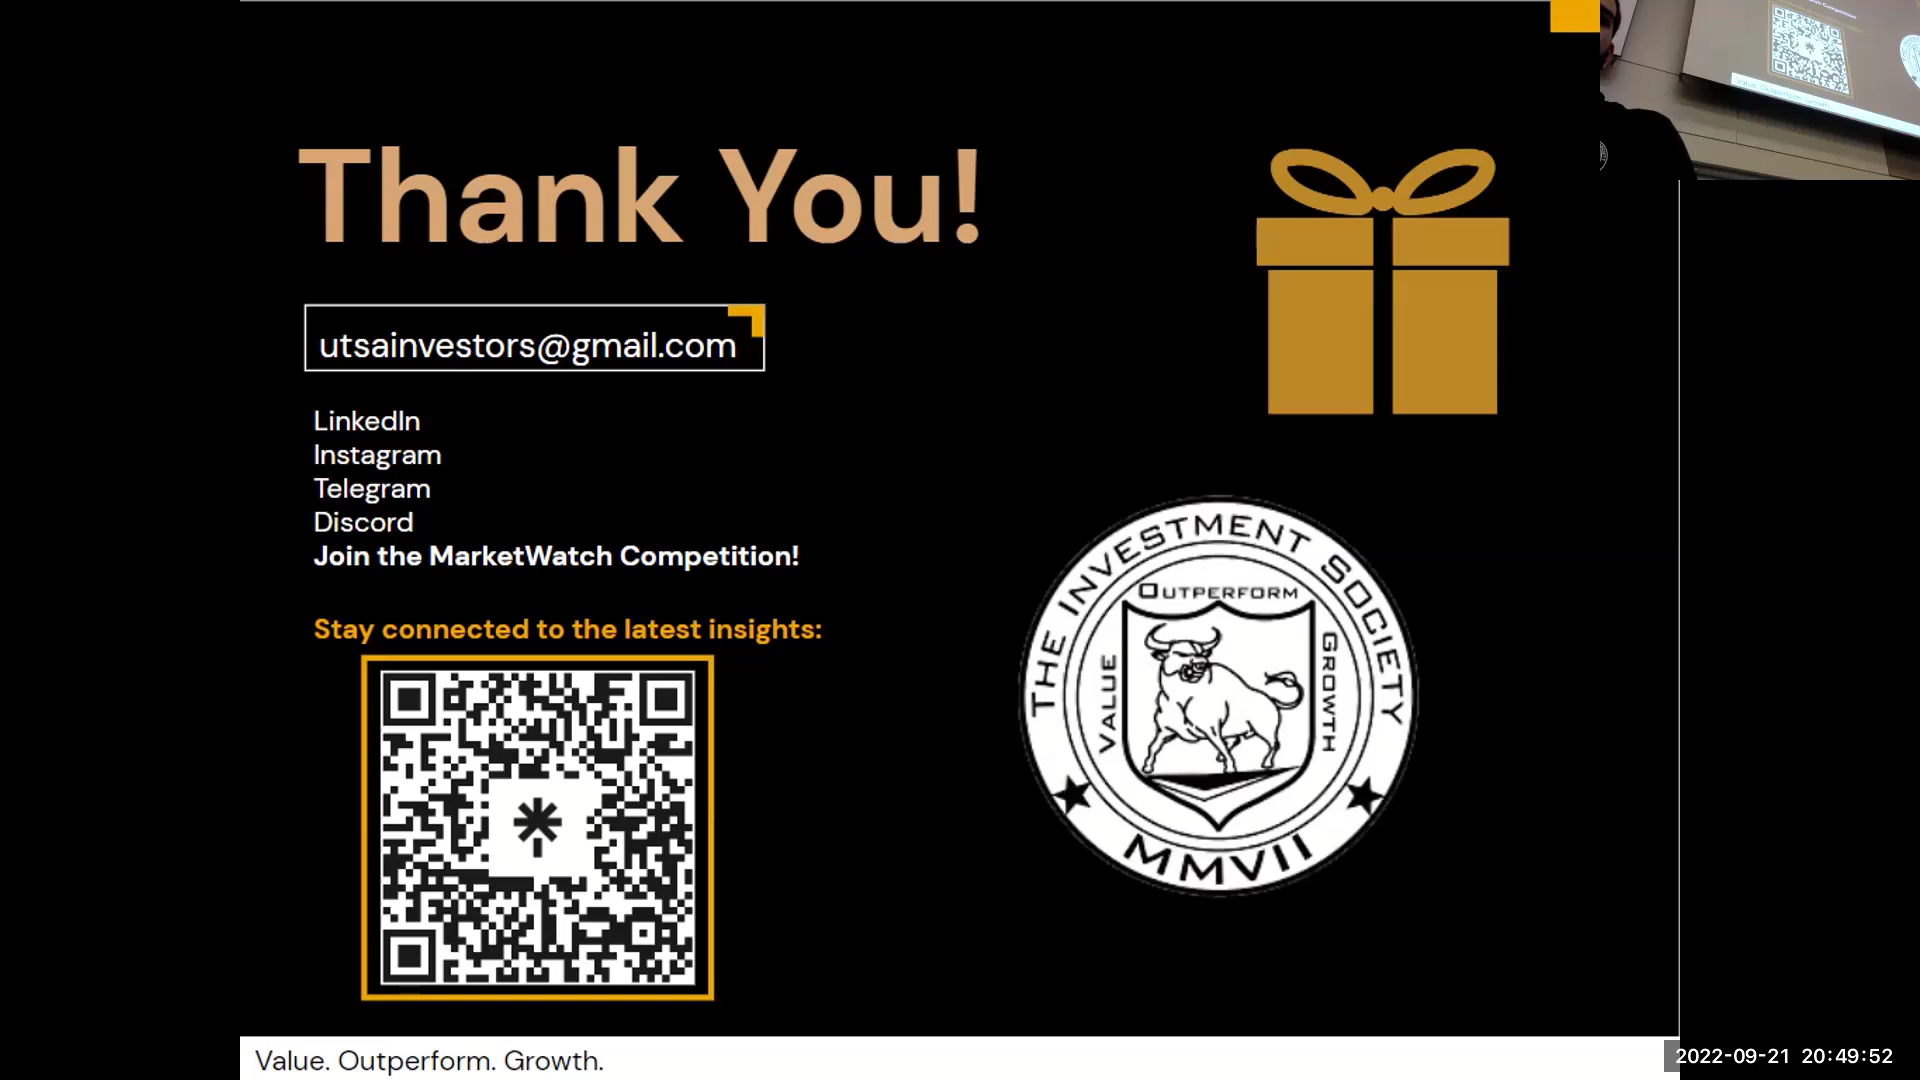 Thank You!
utsainvestors@gmail.com
LinkedIn
Instagram
Telegram
Discord
Join the MarketWatch Competition!
Stay connected to the latest insights:
THE INVESTMENT SOCIETY
OUTPERFORM
VALUE
GROWTH
MMVII
Value. Outperform. Growth.
2022-09-21 20:49:52